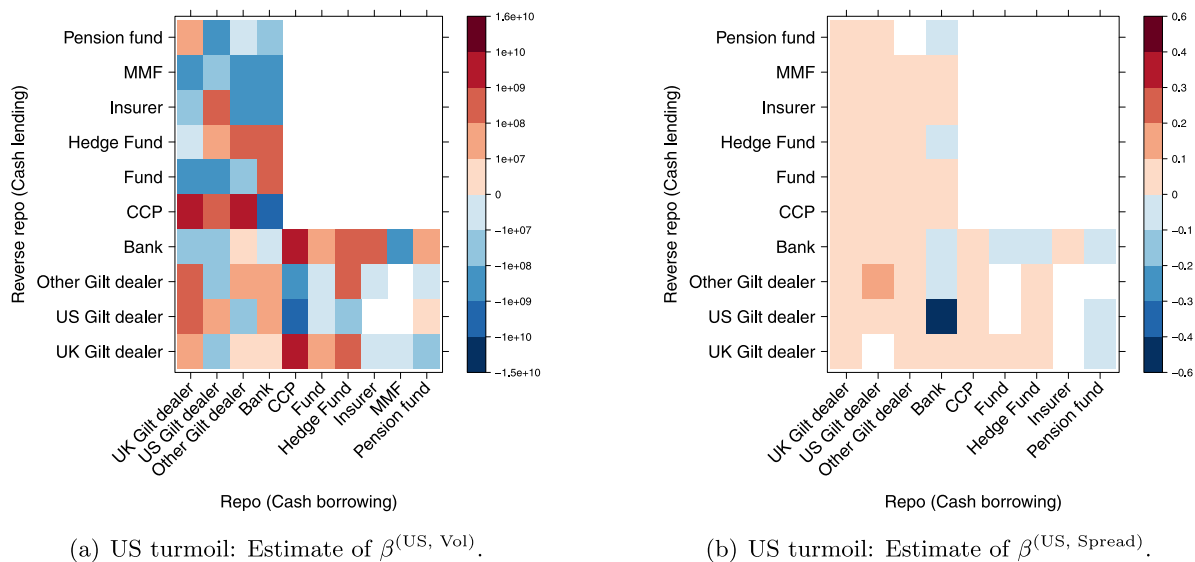 Reverse repo (Cash lending)
Pension fund
MMF
Insurer
Hedge Fund
Fund
CCP
Bank
Other Gilt dealer
US Gilt dealer
UK Gilt dealer
UK Gilt dealer
US Gilt dealer
Other Gilt dealer
Bank
CCP
Fund
Hedge Fund
Insurer
MMF
Pension fund
Repo (Cash borrowing)
1.6e+10
1e+10
1e+09
1e+08
1e+07
0
−1e+07
−1e+08
−1e+09
−1e+10
−1.5e+10
(a) US turmoil: Estimate of β(US, Vol).
Reverse repo (Cash lending)
Pension fund
MMF
Insurer
Hedge Fund
Fund
CCP
Bank
Other Gilt dealer
US Gilt dealer
UK Gilt dealer
UK Gilt dealer
US Gilt dealer
Other Gilt dealer
Bank
CCP
Fund
Hedge Fund
Insurer
Pension fund
Repo (Cash borrowing)
0.6
0.4
0.3
0.2
0.1
0
−0.1
−0.2
−0.3
−0.4
−0.6
(b) US turmoil: Estimate of β(US, Spread).